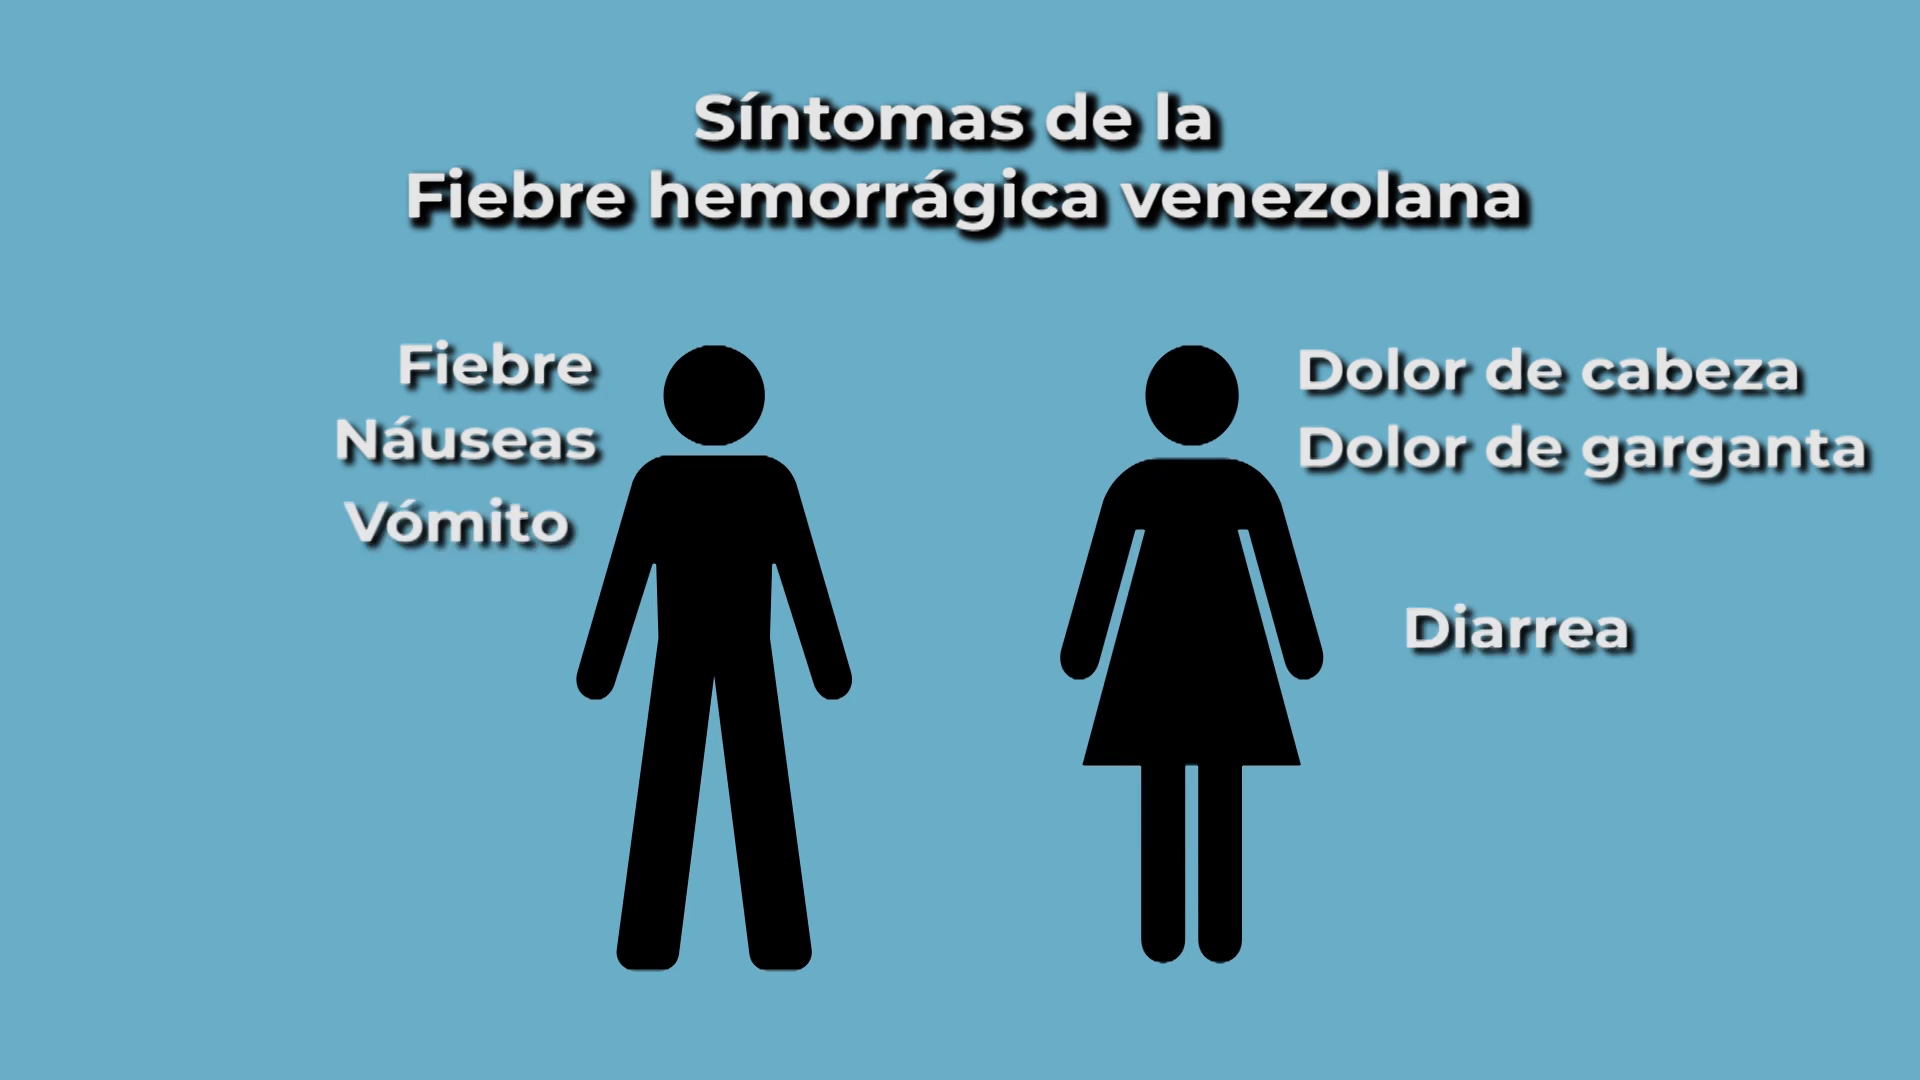 Síntomas de la
Fiebre hemorrágica venezolana
Fiebre
Náuseas
Vómito
Dolor de cabeza
Dolor de garganta
Diarrea